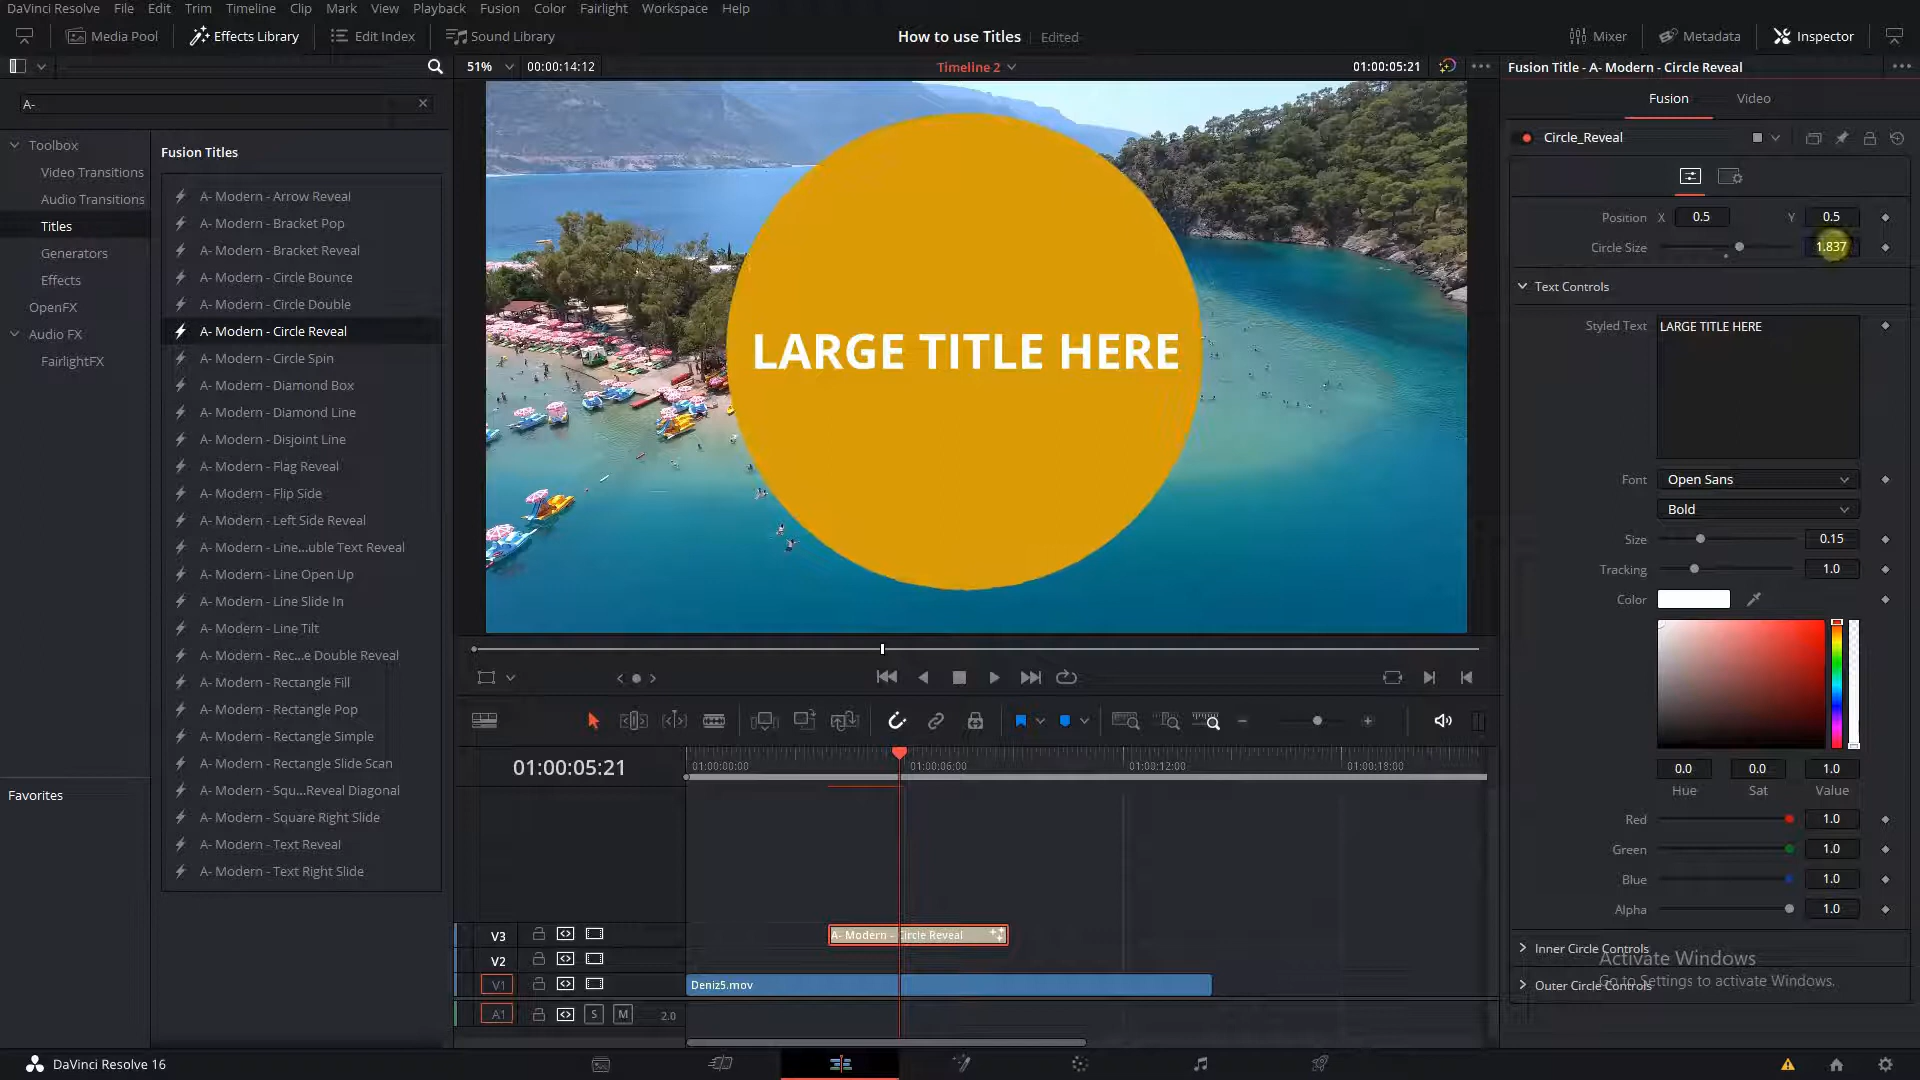 DaVinci Resolve File Edit Trim Timeline Clip Mark View Playback Fusion Color Fairlight Workspace Help
Media Pool Effects Library Edit Index Sound Library How to use Titles Edited Mixer Metadata Inspector
51% 00:00:14:12 Timeline 2 01:00:05:21 Fusion Title - A- Modern - Circle Reveal
A-
Fusion Video
Toolbox
Video Transitions
Audio Transitions
Titles
Generators
Effects
OpenFX
Audio FX
FairlightFX
Favorites
Fusion Titles
A- Modern - Arrow Reveal
A- Modern - Bracket Pop
A- Modern - Bracket Reveal
A- Modern - Circle Bounce
A- Modern - Circle Double
A- Modern - Circle Reveal
A- Modern - Circle Spin
A- Modern - Diamond Box
A- Modern - Diamond Line
A- Modern - Disjoint Line
A- Modern - Flag Reveal
A- Modern - Flip Side
A- Modern - Left Side Reveal
A- Modern - Line...uble Text Reveal
A- Modern - Line Open Up
A- Modern - Line Slide In
A- Modern - Line Tilt
A- Modern - Rec...e Double Reveal
A- Modern - Rectangle Fill
A- Modern - Rectangle Pop
A- Modern - Rectangle Simple
A- Modern - Rectangle Slide Scan
A- Modern - Squ...Reveal Diagonal
A- Modern - Square Right Slide
A- Modern - Text Reveal
A- Modern - Text Right Slide
LARGE TITLE HERE
01:00:05:21
01:00:00:00 01:00:06:00 01:00:12:00 01:00:18:00
V3 A- Modern - Circle Reveal
V2
V1 Deniz5.mov
A1 S M 2.0
Circle_Reveal
Position X 0.5 Y 0.5
Circle Size 1.837
Text Controls
Styled Text LARGE TITLE HERE
Font Open Sans
Bold
Size 0.15
Tracking 1.0
Color
0.0 0.0 1.0
Hue Sat Value
Red 1.0
Green 1.0
Blue 1.0
Alpha 1.0
Inner Circle Controls
Activate Windows
Outer Circle Controls
Go to Settings to activate Windows.
DaVinci Resolve 16